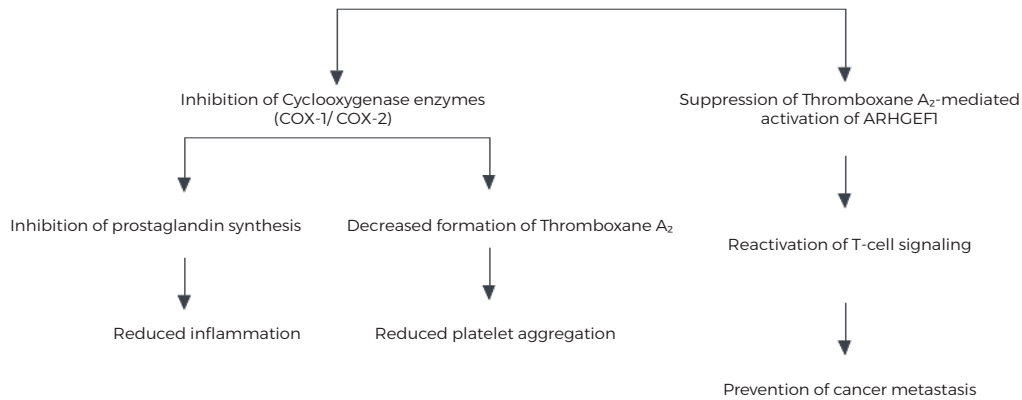 Inhibition of Cyclooxygenase enzymes
(COX-1/ COX-2)
Suppression of Thromboxane A₂-mediated
activation of ARHGEF1
Inhibition of prostaglandin synthesis
Decreased formation of Thromboxane A₂
Reactivation of T-cell signaling
Reduced inflammation
Reduced platelet aggregation
Prevention of cancer metastasis